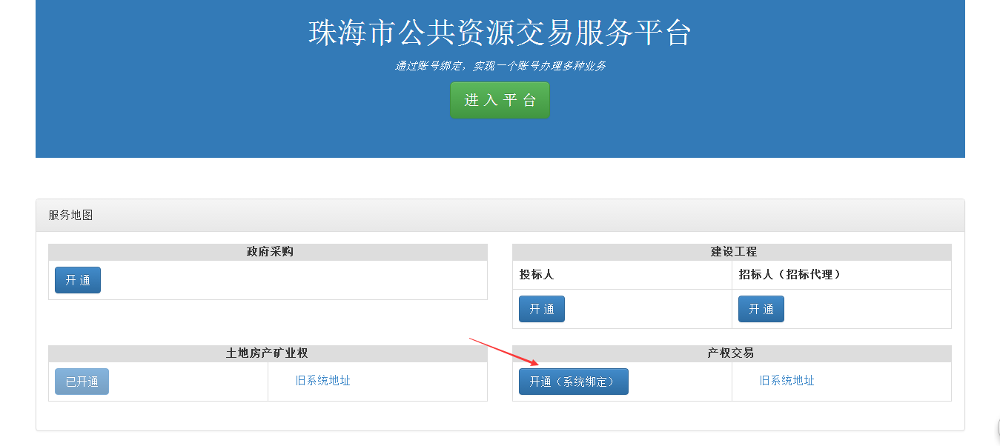 珠海市公共资源交易服务平台
通过账号绑定，实现一个账号办理多种业务
进 入 平 台
服务地图
政府采购
开 通
建设工程
投标人
招标人（招标代理）
开 通
开 通
土地房产矿业权
已开通
旧系统地址
产权交易
开通（系统绑定）
旧系统地址